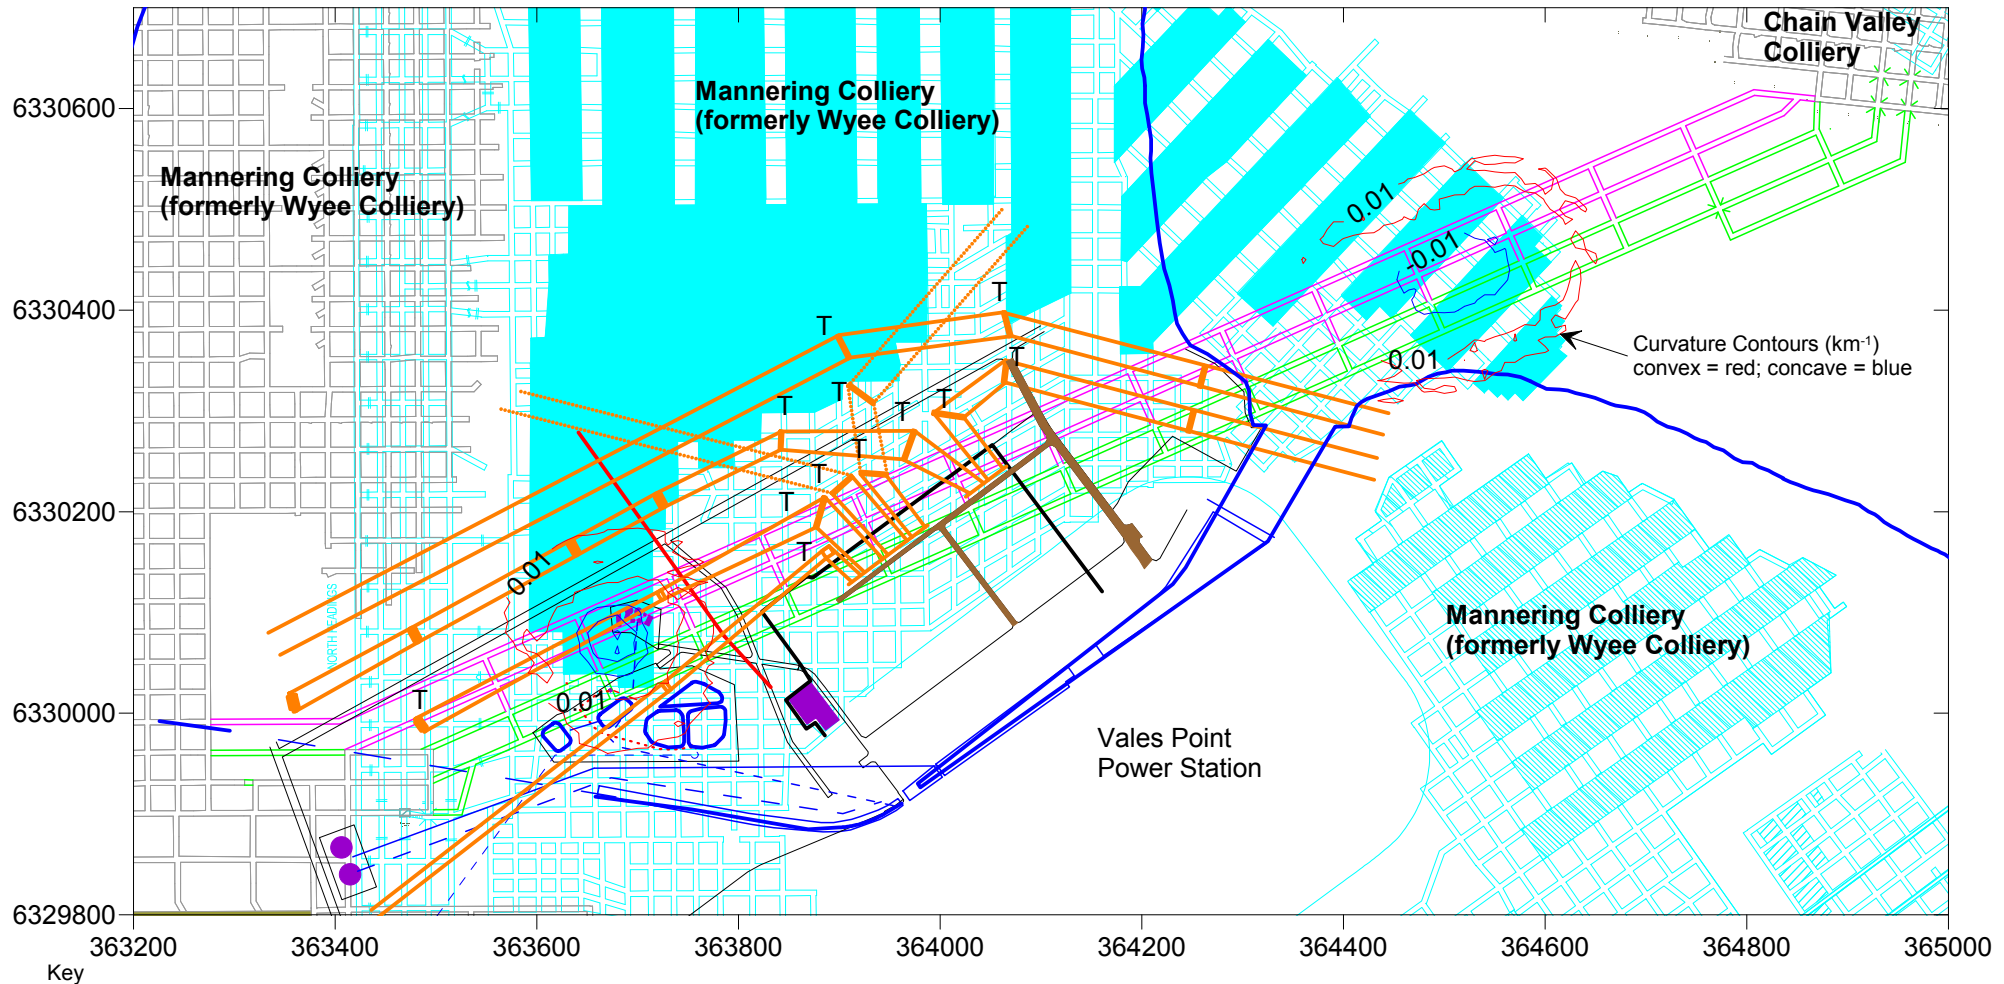 Chain Valley
Colliery
Mannering Colliery
(formerly Wyee Colliery)
6330600
Mannering Colliery
(formerly Wyee Colliery)
0.01
-0.01
T
6330400
T
T
0.01
Curvature Contours (km-1)
convex = red; concave = blue
T
T
T
T
T
T
T
6330200
T
0.01
NORTH HEADINGS
Mannering Colliery
(formerly Wyee Colliery)
T
0.01
6330000
Vales Point
Power Station
6329800
363200
363400
363600
363800
364000
364200
364400
364600
364800
365000
Key